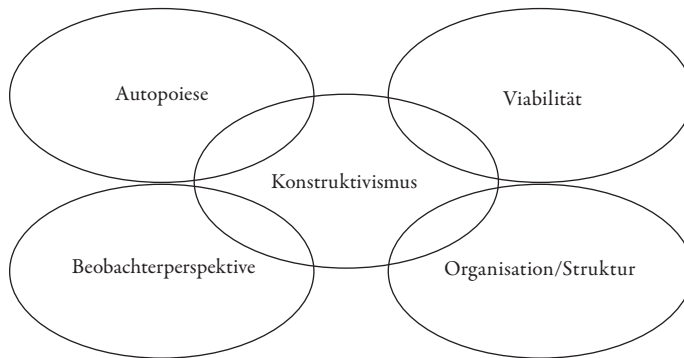 Autopoiese
Viabilität
Konstruktivismus
Beobachterperspektive
Organisation/Struktur